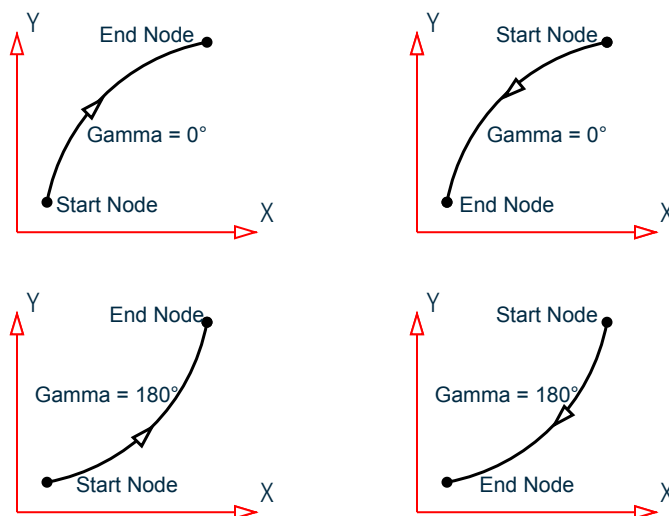 Y
End Node
Gamma = 0°
Start Node
X
Y
Start Node
Gamma = 0°
End Node
X
Y
End Node
Gamma = 180°
Start Node
X
Y
Start Node
Gamma = 180°
End Node
X